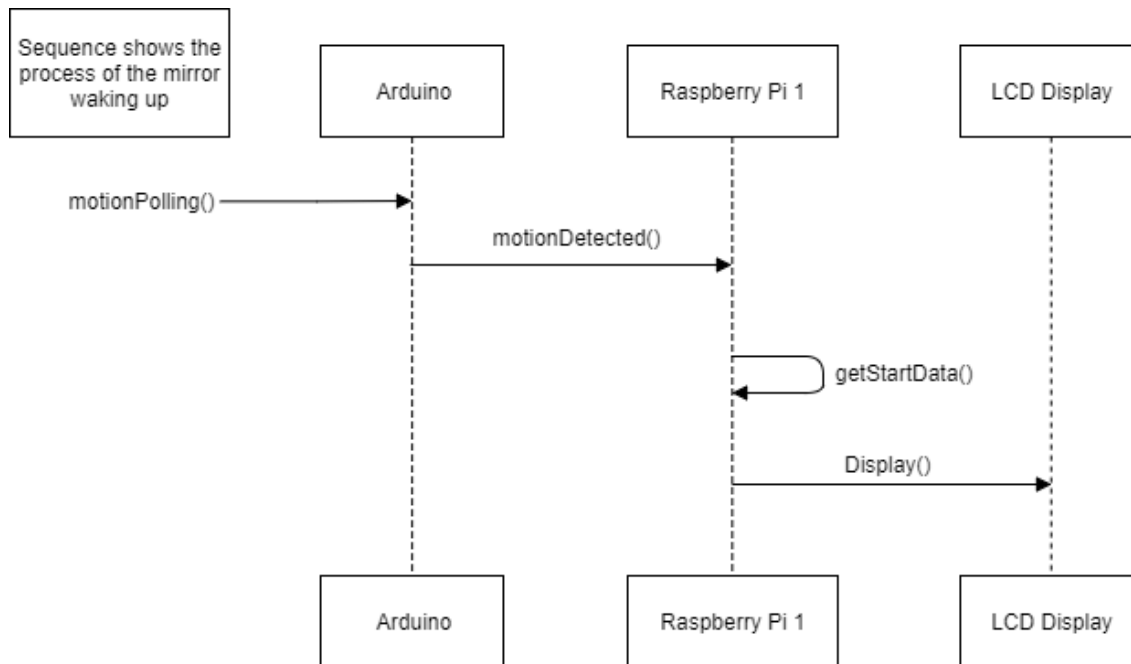 Sequence shows the
process of the mirror
waking up
Arduino
Raspberry Pi 1
LCD Display
motionPolling()
motionDetected()
getStartData()
Display()
Arduino
Raspberry Pi 1
LCD Display